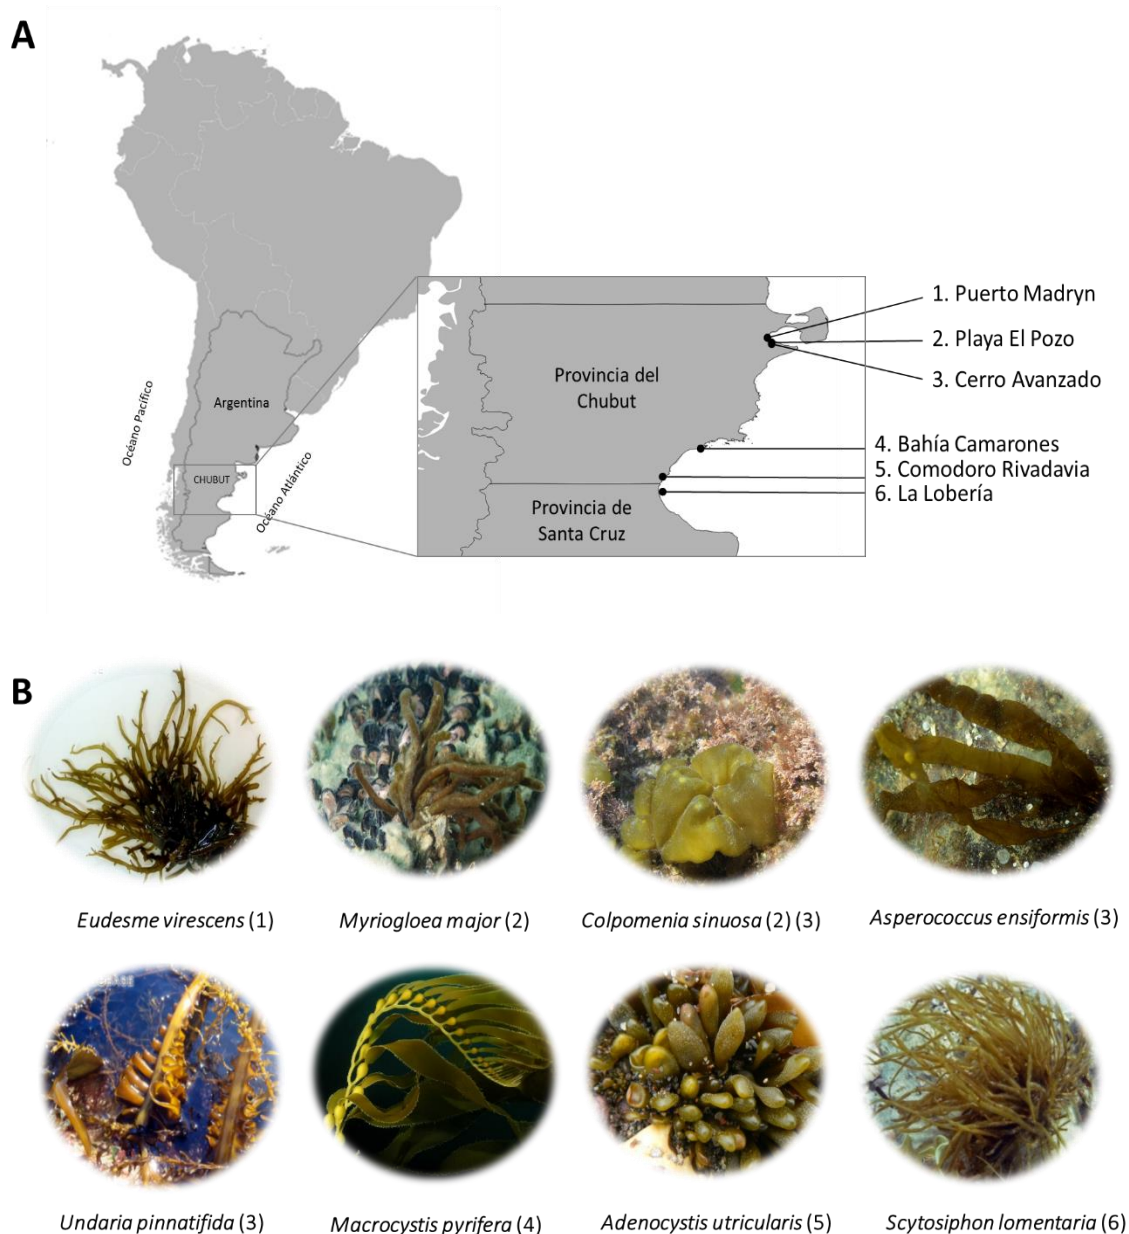 A
Océano Pacífico
Argentina
CHUBUT
Océano Atlántico
Provincia del
Chubut
Provincia de
Santa Cruz
1. Puerto Madryn
2. Playa El Pozo
3. Cerro Avanzado
4. Bahía Camarones
5. Comodoro Rivadavia
6. La Lobería
B
Eudesme virescens (1)
Myriogloea major (2)
Colpomenia sinuosa (2) (3)
Asperococcus ensiformis (3)
Undaria pinnatifida (3)
Macrocystis pyrifera (4)
Adenocystis utricularis (5)
Scytosiphon lomentaria (6)